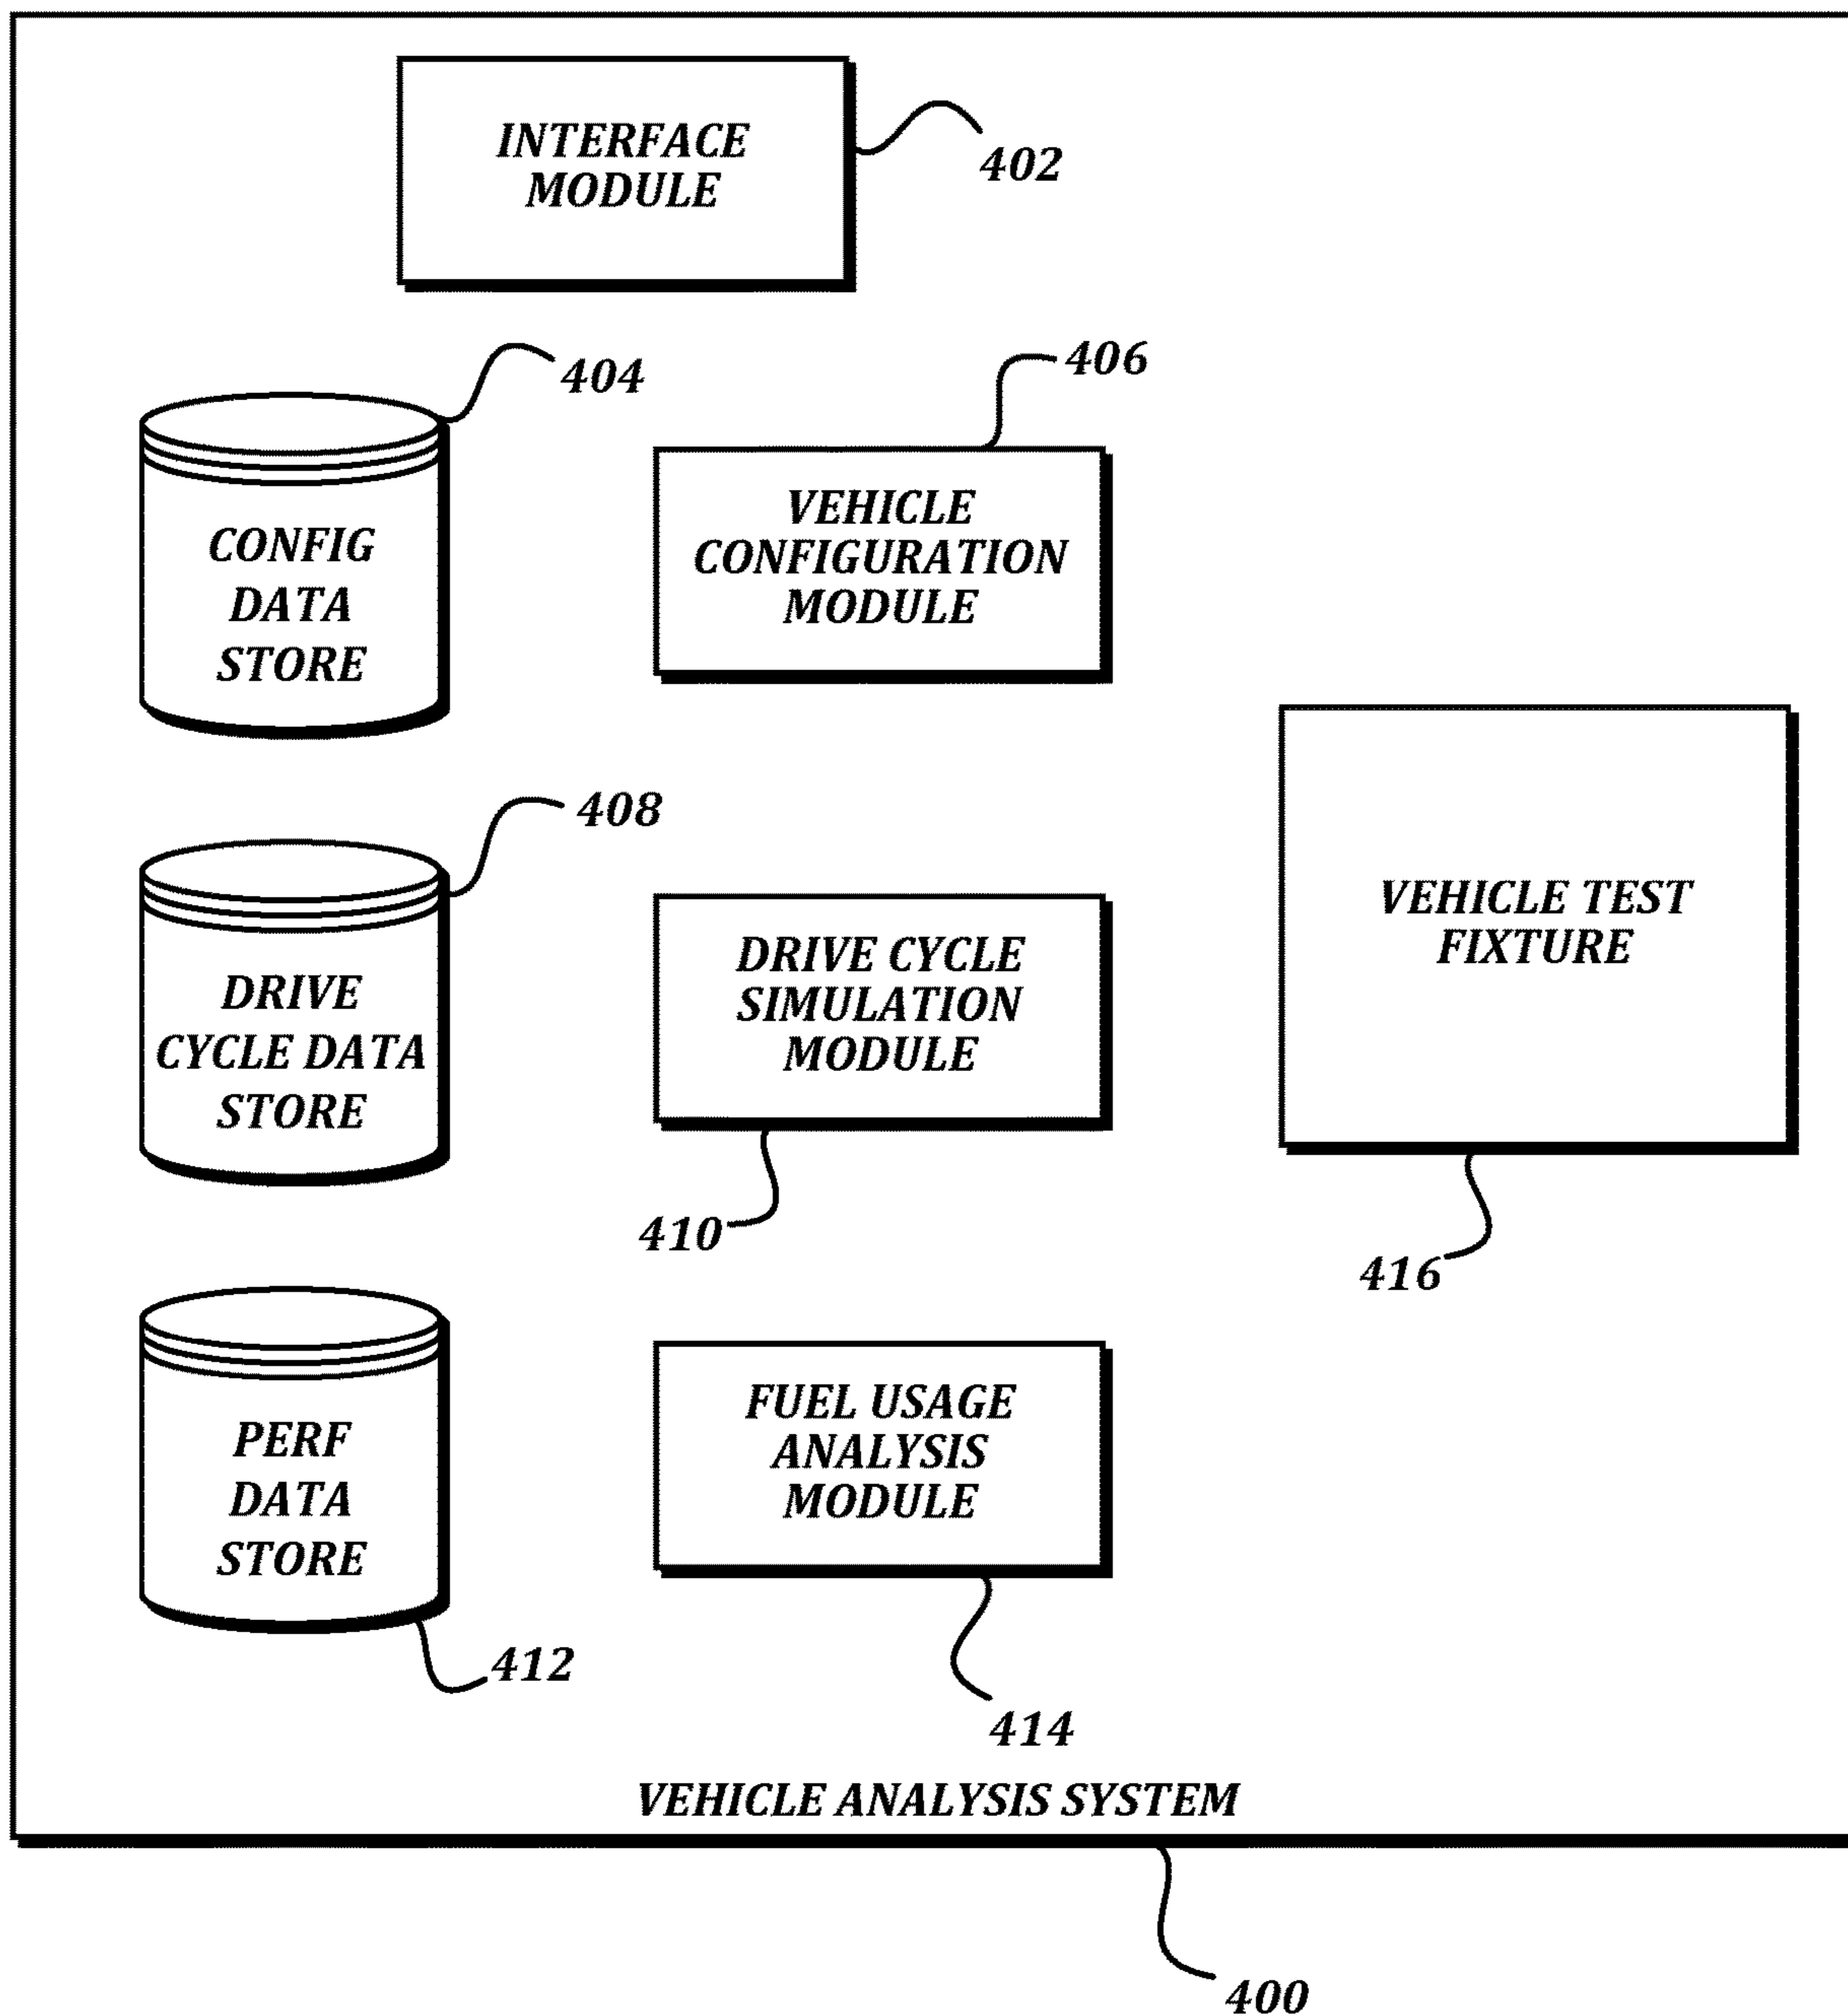 INTERFACE
MODULE
402
404
406
CONFIG
DATA
STORE
VEHICLE
CONFIGURATION
MODULE
408
DRIVE
CYCLE DATA
STORE
DRIVE CYCLE
SIMULATION
MODULE
VEHICLE TEST
FIXTURE
410
416
PERF
DATA
STORE
FUEL USAGE
ANALYSIS
MODULE
412
414
VEHICLE ANALYSIS SYSTEM
400